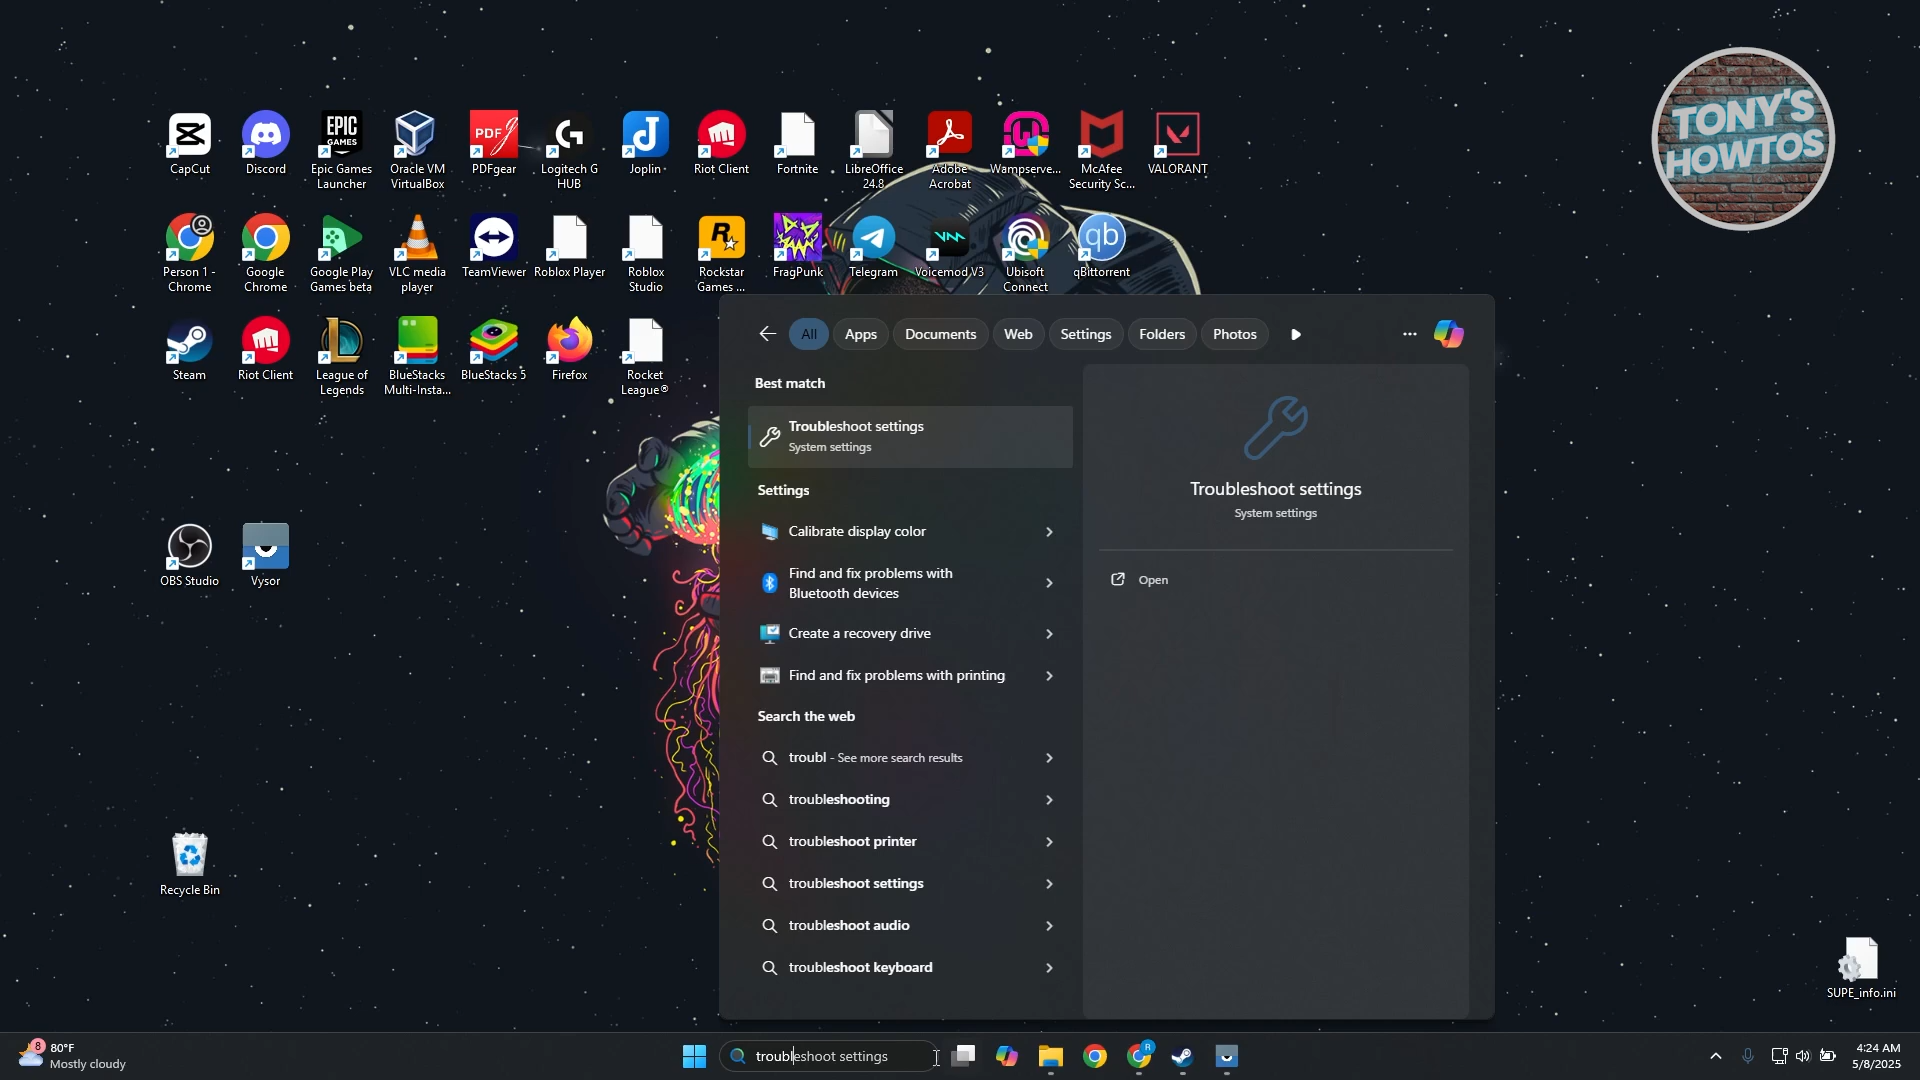 TONY'S
HOWTOS
CapCut
Discord
Epic Games
Launcher
Oracle VM
VirtualBox
PDFgear
Logitech G
HUB
Joplin
Riot Client
Fortnite
LibreOffice
24.8
Adobe
Acrobat
Wampserve...
McAfee
Security Sc...
VALORANT
Person 1 -
Chrome
Google
Chrome
Google Play
Games beta
VLC media
player
TeamViewer
Roblox Player
Roblox
Studio
Rockstar
Games ...
FragPunk
Telegram
Voicemod V3
Ubisoft
Connect
qBittorrent
Steam
Riot Client
League of
Legends
BlueStacks
Multi-Insta...
BlueStacks 5
Firefox
Rocket
League®
OBS Studio
Vysor
Recycle Bin
SUPE_info.ini
EPIC
GAMES
PDF
qb
All
Apps
Documents
Web
Settings
Folders
Photos
Best match
Troubleshoot settings
System settings
Settings
Calibrate display color
Find and fix problems with
Bluetooth devices
Create a recovery drive
Find and fix problems with printing
Search the web
troubl - See more search results
troubleshooting
troubleshoot printer
troubleshoot settings
troubleshoot audio
troubleshoot keyboard
Troubleshoot settings
System settings
Open
8
80°F
Mostly cloudy
troubleshoot settings
R
4:24 AM
5/8/2025